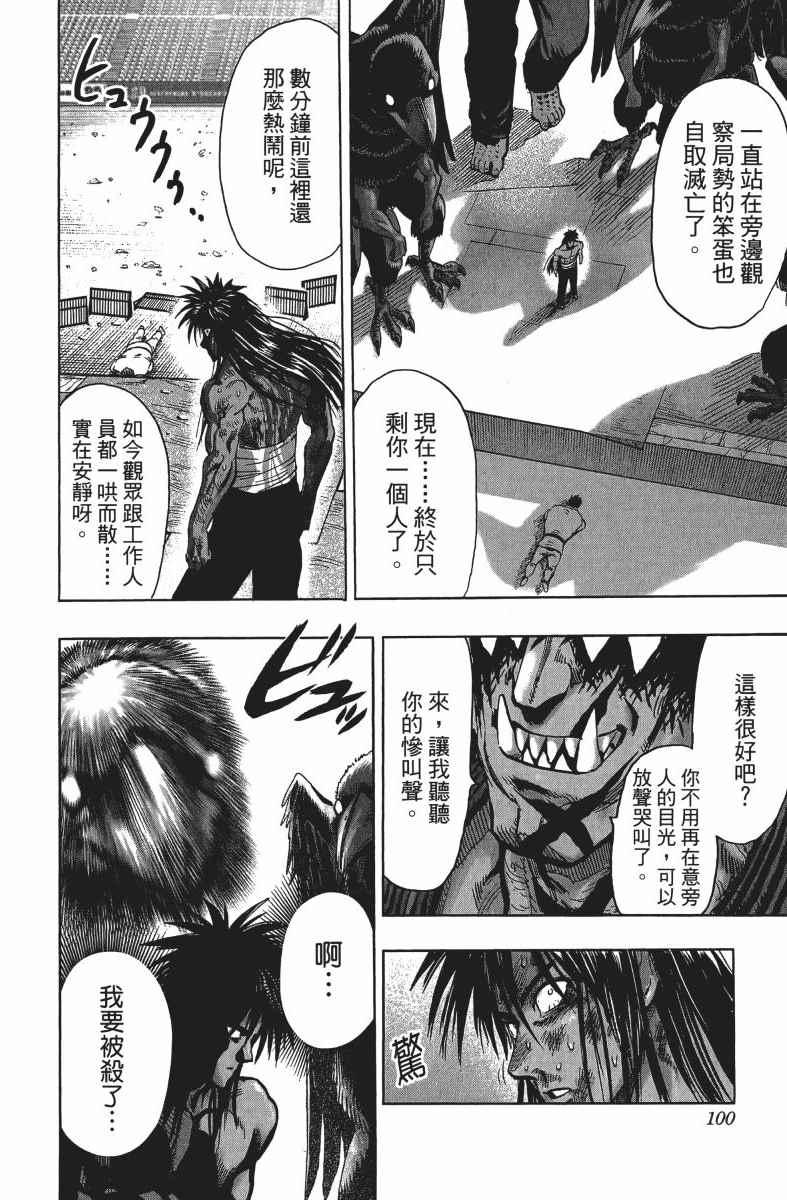 一直站在旁邊觀
察局勢的笨蛋也
自取滅亡了。
現在……終於只
剩你一個人了。
數分鐘前這裡還
那麼熱鬧呢，
ヒュウゥゥ..
如今觀眾跟工作人
員都一哄而散……
實在安靜呀。
這樣很好吧？
你不用再在意旁
人的目光，可以
放聲哭叫了。
來，讓我聽聽
你的慘叫聲。
驚
100
ビュッ
啊…
我要被殺了…